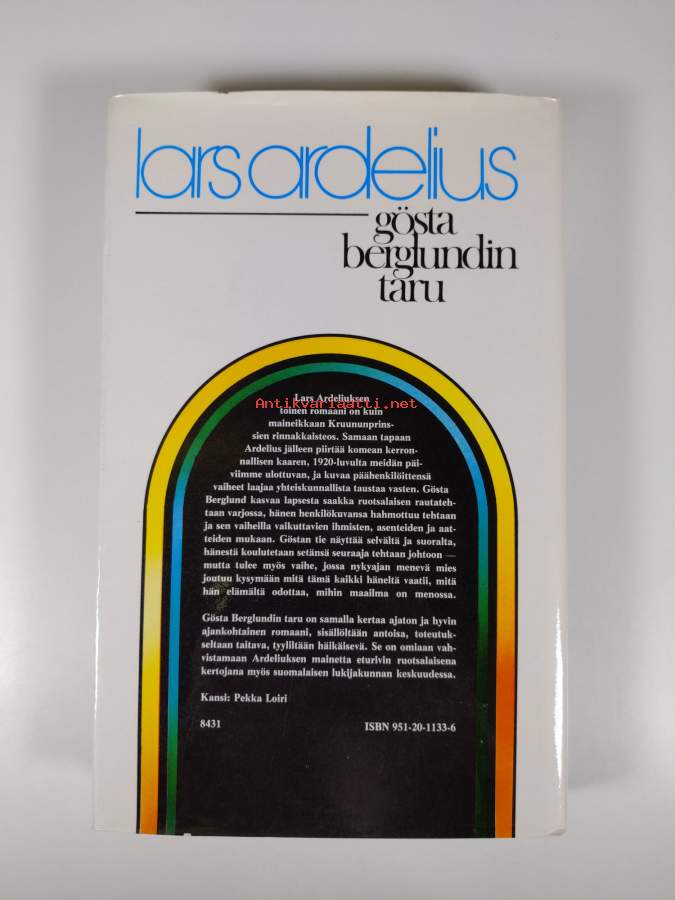 lars ardelius
gösta
berglundin
taru
Lars Ardeliuksen
Antikvariaatti.net
toinen romaani on kuin
maineikkaan Kruununprins-
sien rinnakkaisteos. Samaan tapaan
Ardelius jälleen piirtää komean kerron-
nallisen kaaren, 1920-luvulta meidän päi-
viimme ulottuvan, ja kuvaa päähenkilöittensä
vaiheet laajaa yhteiskunnallista taustaa vasten. Gösta
Berglund kasvaa lapsesta saakka ruotsalaisen rautateh-
taan varjossa, hänen henkilökuvansa hahmottuu tehtaan
ja sen vaiheilla vaikuttavien ihmisten, asenteiden ja aat-
teiden mukaan. Göstan tie näyttää selvältä ja suoralta,
hänestä koulutetaan setänsä seuraaja tehtaan johtoon —
mutta tulee myös vaihe, jossa nykyajan menevä mies
joutuu kysymään mitä tämä kaikki häneltä vaatii, mitä
hän elämältä odottaa, mihin maailma on menossa.
Gösta Berglundin taru on samalla kertaa ajaton ja hyvin
ajankohtainen romaani, sisällöltään antoisa, toteutuk-
seltaan taitava, tyyliltään häikäisevä. Se on omiaan vah-
vistamaan Ardeliuksen mainetta eturivin ruotsalaisena
kertojana myös suomalaisen lukijakunnan keskuudessa.
Kansi: Pekka Loiri
8431 ISBN 951-20-1133-6